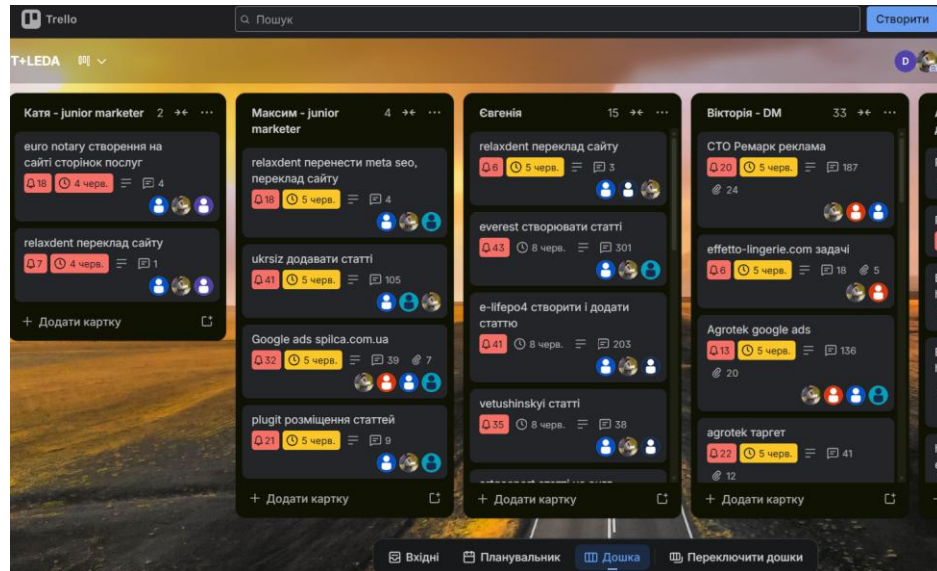 Trello
Пошук
Створити
T+LEDA
D
Катя - junior marketer 2
euro notary створення на
сайті сторінок послуг
18 4 черв. 4
relaxdent переклад сайту
7 4 черв. 1
+ Додати картку
Максим - junior
marketer 4
relaxdent перенести meta seo,
переклад сайту
18 5 черв. 4
ukrsiz додавати статті
41 5 черв. 105
Google ads spilca.com.ua
32 5 черв. 39 7
plugit розміщення статтей
21 5 черв. 9
+ Додати картку
Євгенія 15
relaxdent переклад сайту
6 5 черв. 3
everest створювати статті
43 8 черв. 301
e-lifepo4 створити і додати
статтю
41 8 черв. 203
vetushinskyi статті
35 8 черв. 38
+ Додати картку
Вікторія - DM 33
СТО Ремарк реклама
20 5 черв. 187
24
effetto-lingerie.com задачі
6 5 черв. 18 5
Agrotek google ads
13 5 черв. 136
20
agrotek таргет
22 5 черв. 41
12
+ Додати картку
Вхідні
Планувальник
Дошка
Переключити дошки